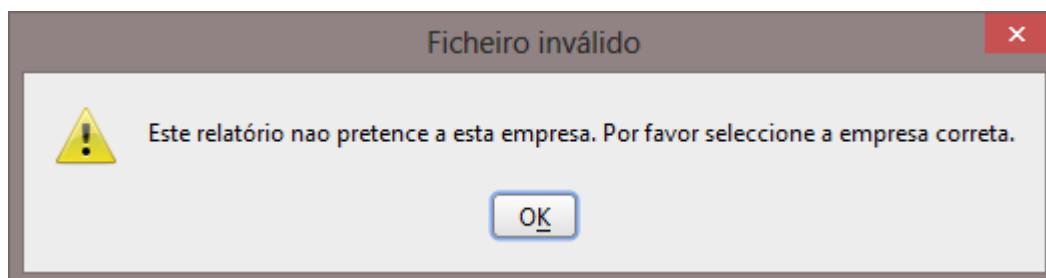 Ficheiro inválido
Este relatório nao pretence a esta empresa. Por favor seleccione a empresa correta.
OK